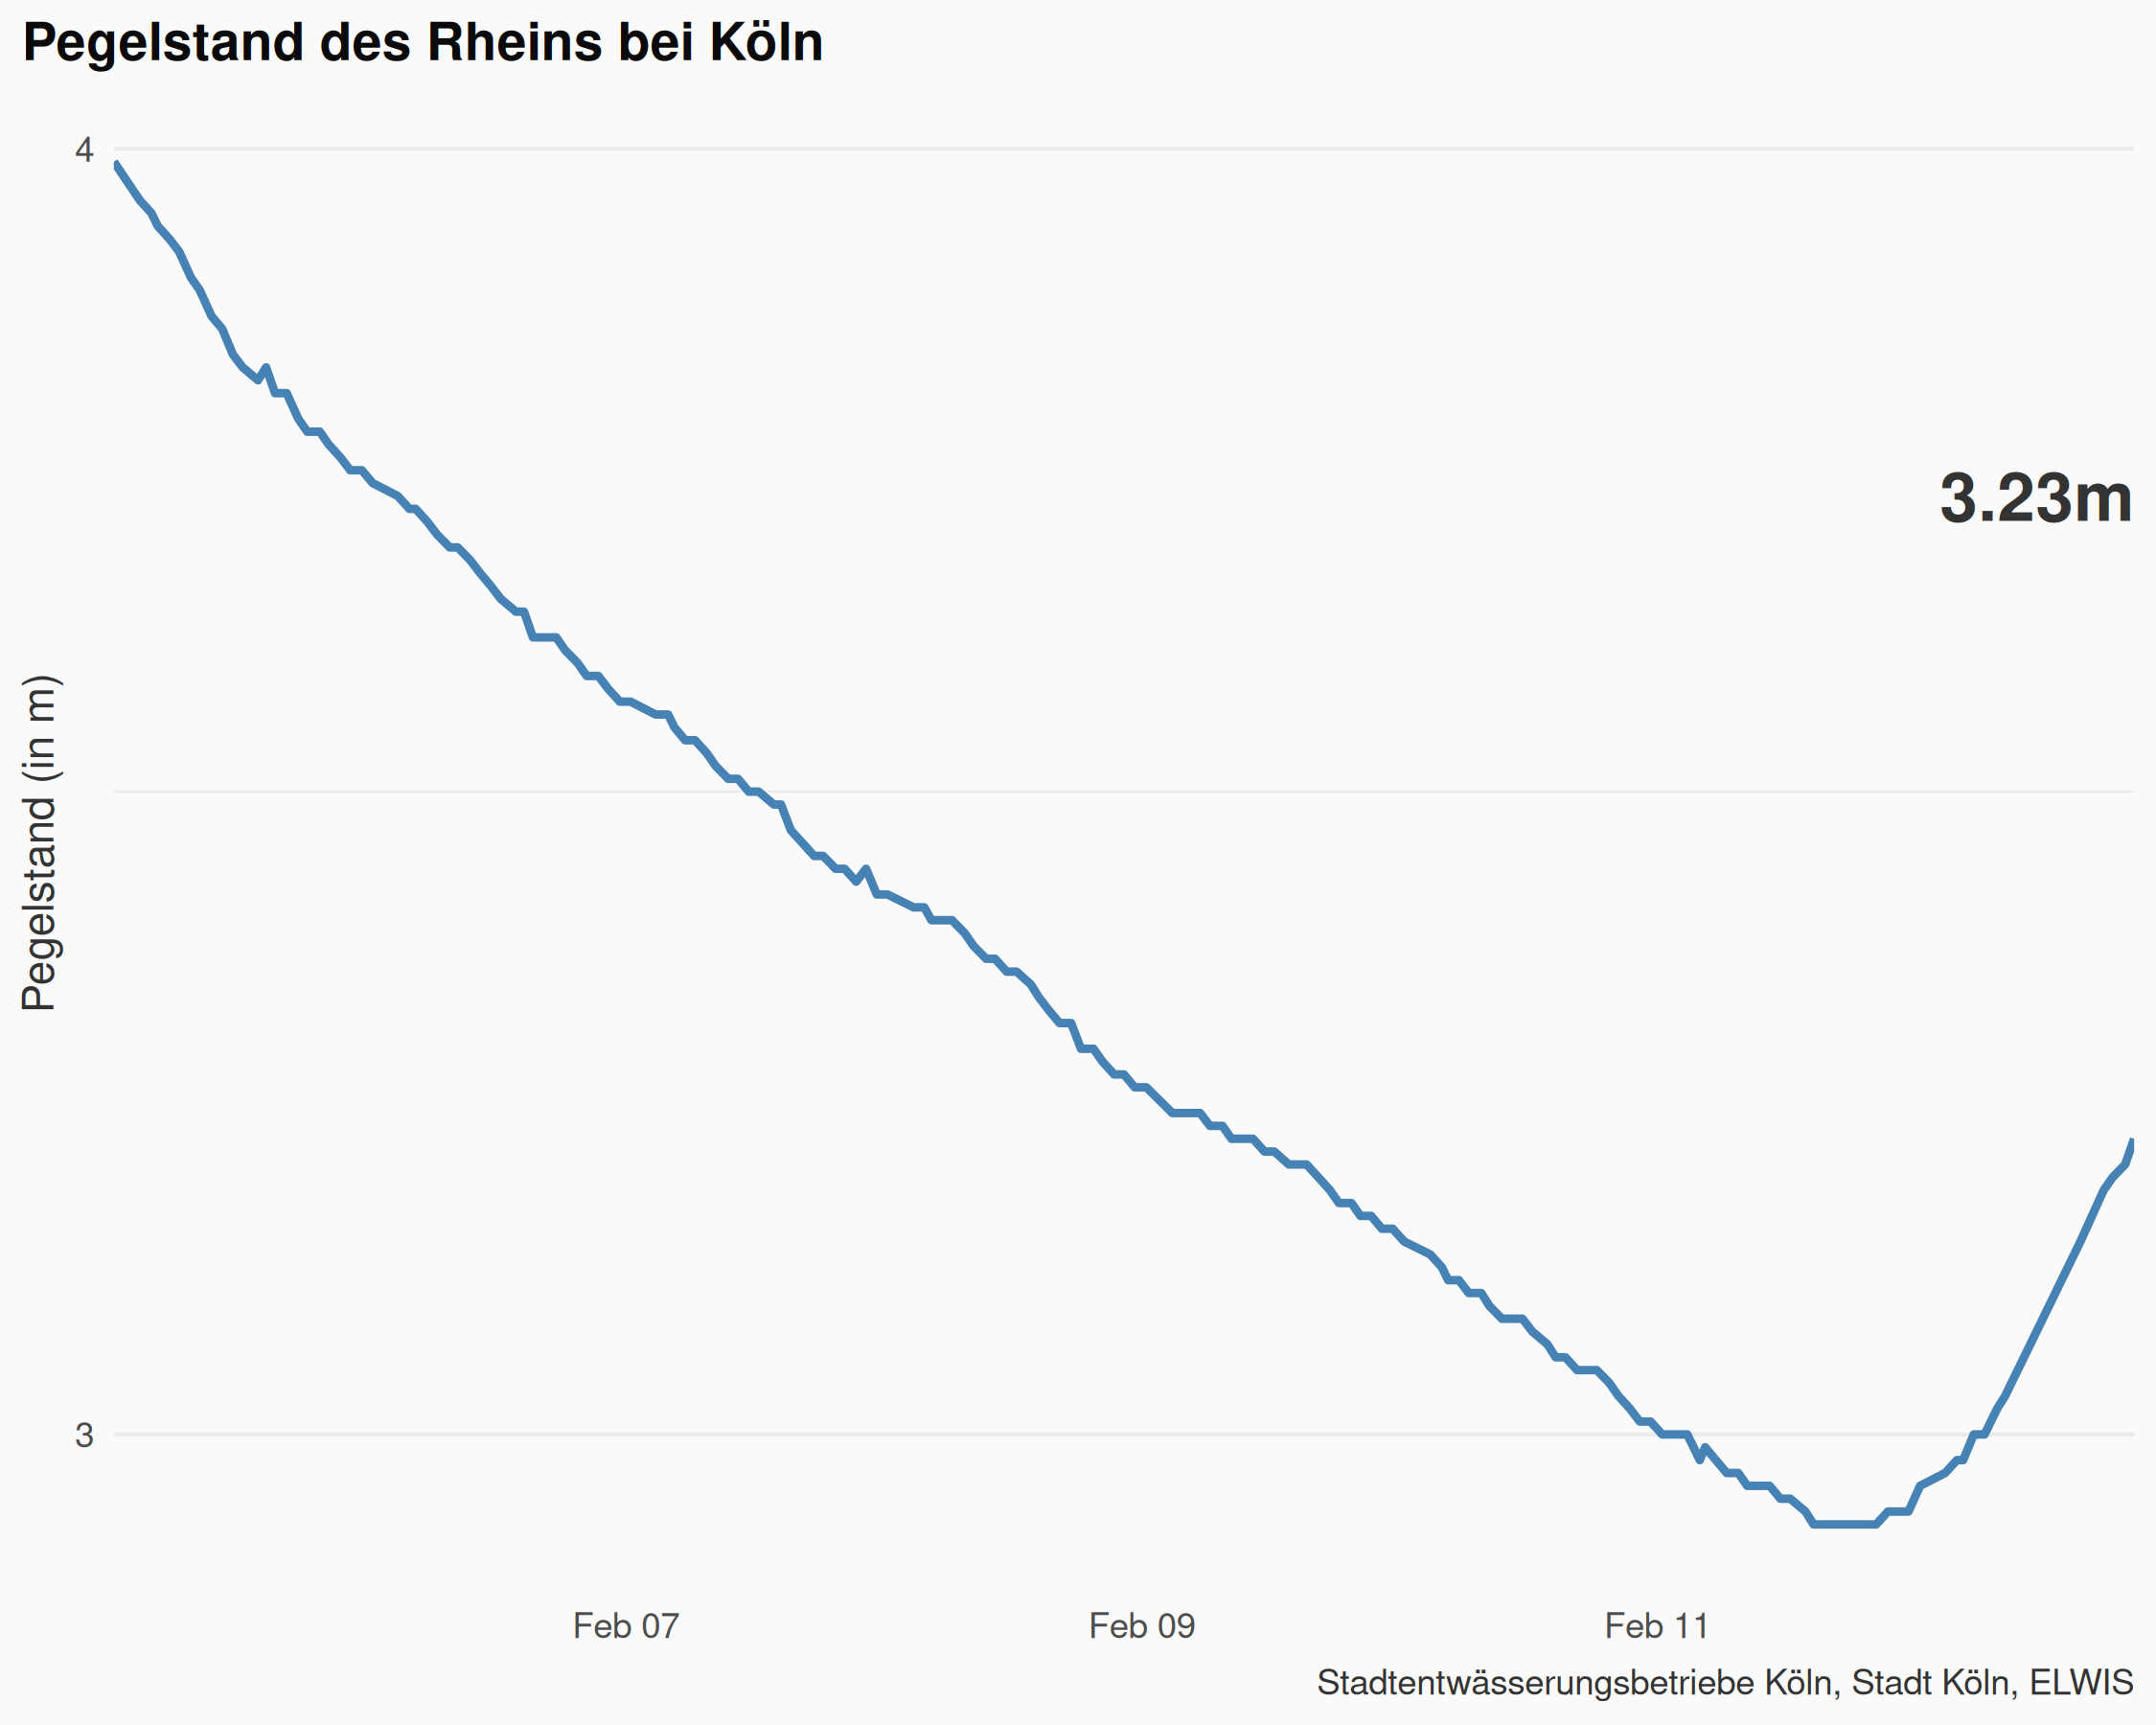 Pegelstand des Rheins bei Köln
4
3.23m
Pegelstand (in m)
3
Feb 07 Feb 09 Feb 11
Stadtentwässerungsbetriebe Köln, Stadt Köln, ELWIS